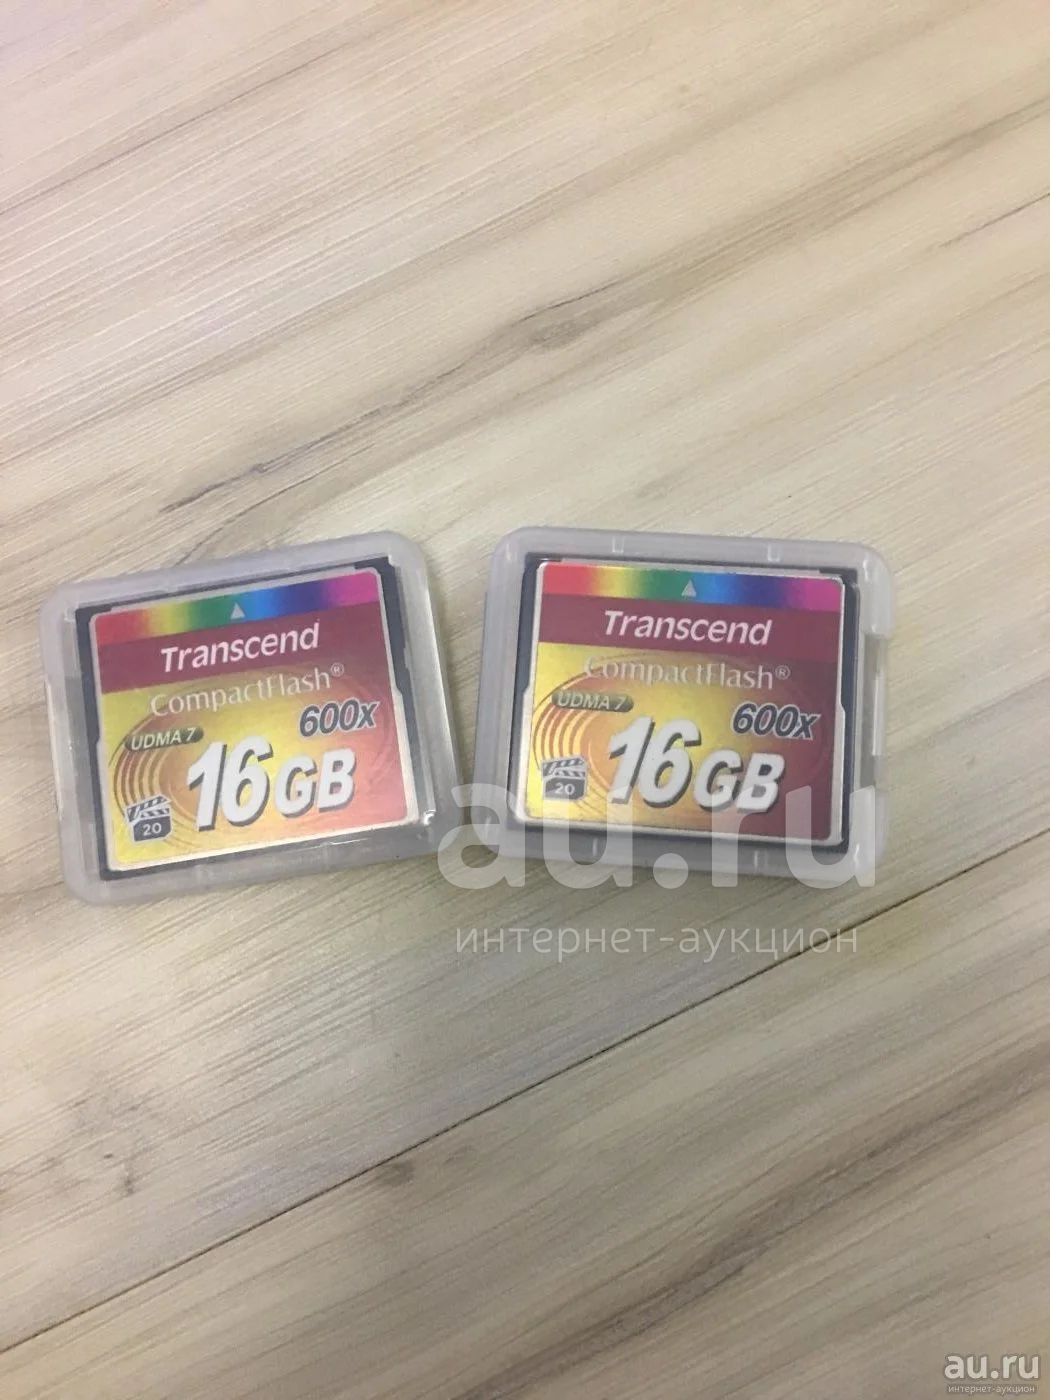 Transcend
CompactFlash®
600x
UDMA 7
16GB
20
Transcend
CompactFlash®
600x
UDMA 7
16GB
20
au.ru
интернет-аукцион
au.ru
интернет-аукцион